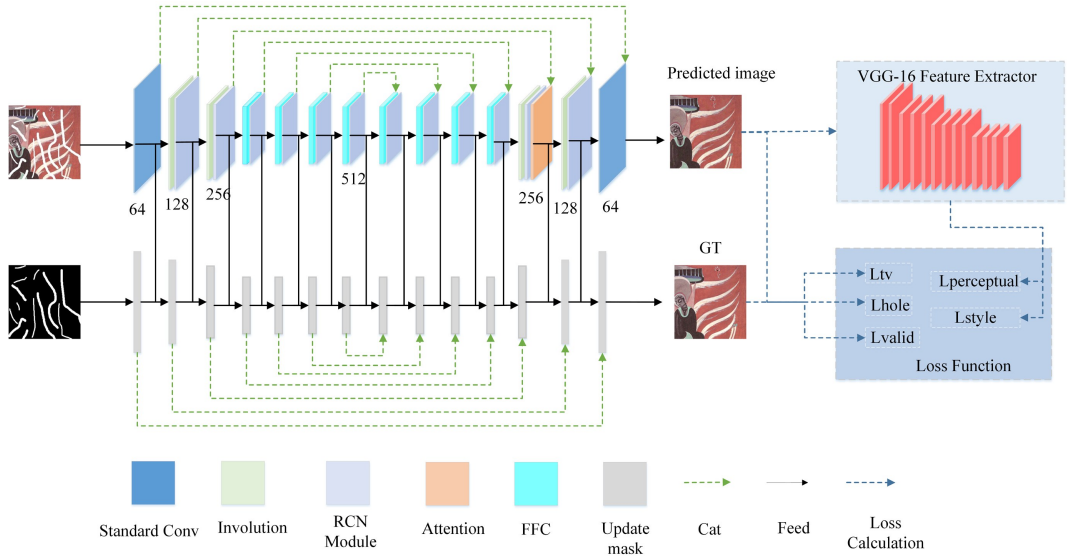 Predicted image
VGG-16 Feature Extractor
64
128
256
512
256
128
64
GT
Ltv
Lperceptual
Lhole
Lstyle
Lvalid
Loss Function
Standard Conv
Involution
RCN
Module
Attention
FFC
Update
mask
Cat
Feed
Loss
Calculation